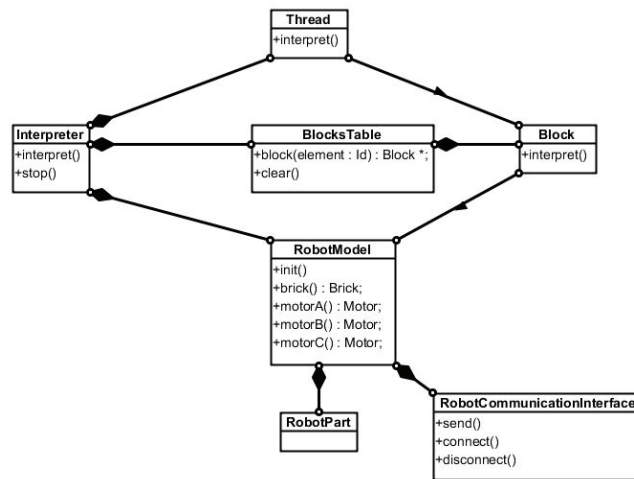 Thread
+interpret()
Interpreter
+interpret()
+stop()
BlocksTable
+block(element : Id) : Block *;
+clear()
Block
+interpret()
RobotModel
+init()
+brick() : Brick;
+motorA() : Motor;
+motorB() : Motor;
+motorC() : Motor;
RobotPart
RobotCommunicationInterface
+send()
+connect()
+disconnect()